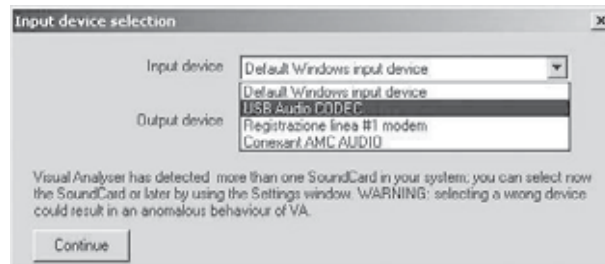 Input device selection
x
Input device
Default Windows input device
Default Windows input device
USB Audio CODEC
Output device
Registrazione linea #1 modem
Conexant AMC AUDIO
Visual Analyser has detected more than one SoundCard in your system; you can select now
the SoundCard or later by using the Settings window. WARNING: selecting a wrong device
could result in an anomalous behaviour of VA.
Continue